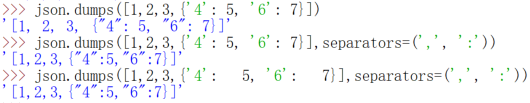 >>> json.dumps([1,2,3,{'4': 5, '6': 7}])
'[1, 2, 3, {"4": 5, "6": 7}]'
>>> json.dumps([1,2,3,{'4': 5, '6': 7}],separators=(',', ':'))
'[1,2,3,{"4":5,"6":7}]'
>>> json.dumps([1,2,3,{'4':   5, '6':   7}],separators=(',', ':'))
'[1,2,3,{"4":5,"6":7}]'